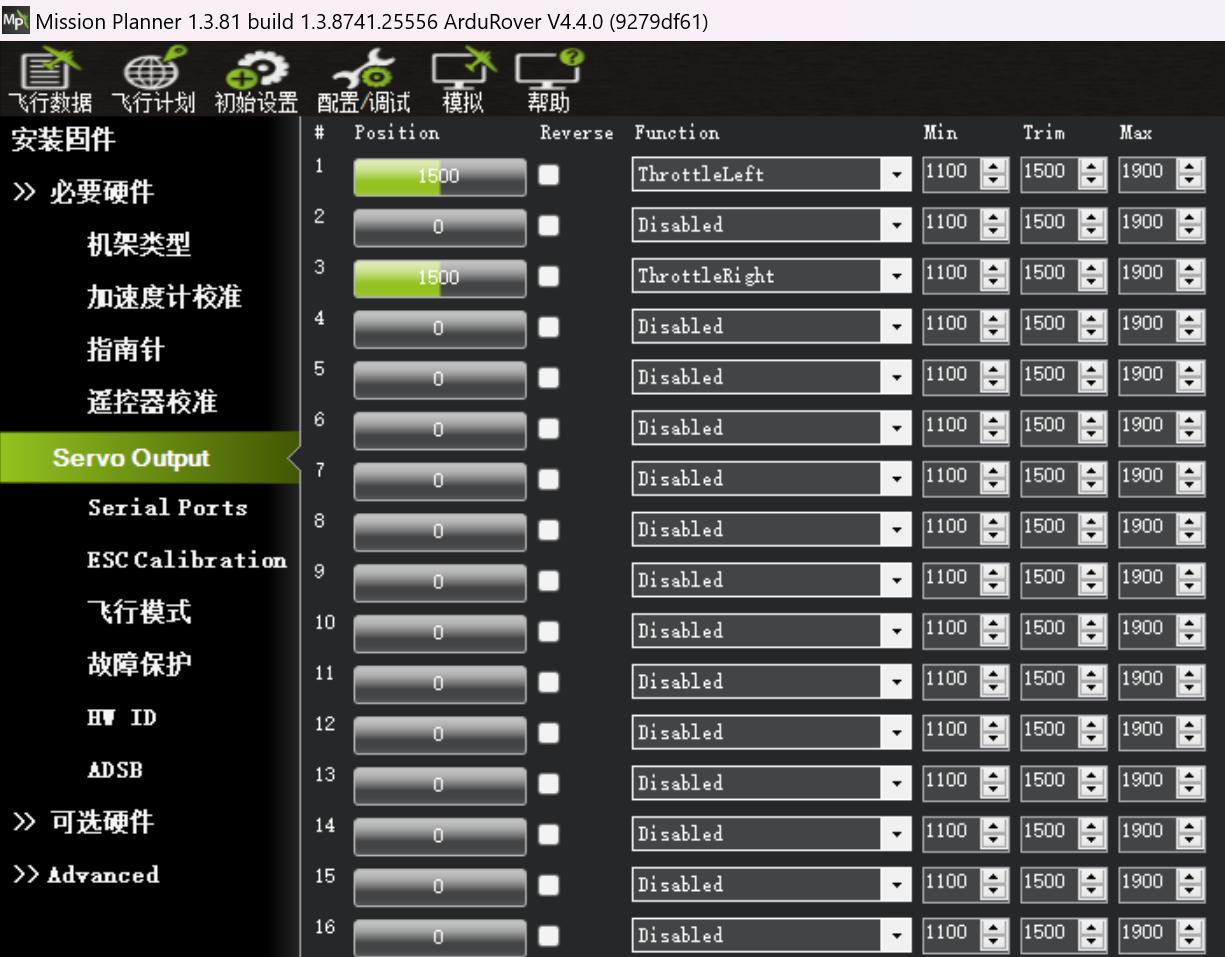 Mission Planner 1.3.81 build 1.3.8741.25556 ArduRover V4.4.0 (9279df61)
飞行数据 飞行计划 初始设置 配置/调试 模拟 帮助
安装固件
>> 必要硬件
机架类型
加速度计校准
指南针
遥控器校准
Servo Output
Serial Ports
ESC Calibration
飞行模式
故障保护
HW ID
ADSB
>> 可选硬件
>> Advanced
# Position Reverse Function Min Trim Max
1 1500 ThrottleLeft 1100 1500 1900
2 0 Disabled 1100 1500 1900
3 1500 ThrottleRight 1100 1500 1900
4 0 Disabled 1100 1500 1900
5 0 Disabled 1100 1500 1900
6 0 Disabled 1100 1500 1900
7 0 Disabled 1100 1500 1900
8 0 Disabled 1100 1500 1900
9 0 Disabled 1100 1500 1900
10 0 Disabled 1100 1500 1900
11 0 Disabled 1100 1500 1900
12 0 Disabled 1100 1500 1900
13 0 Disabled 1100 1500 1900
14 0 Disabled 1100 1500 1900
15 0 Disabled 1100 1500 1900
16 0 Disabled 1100 1500 1900